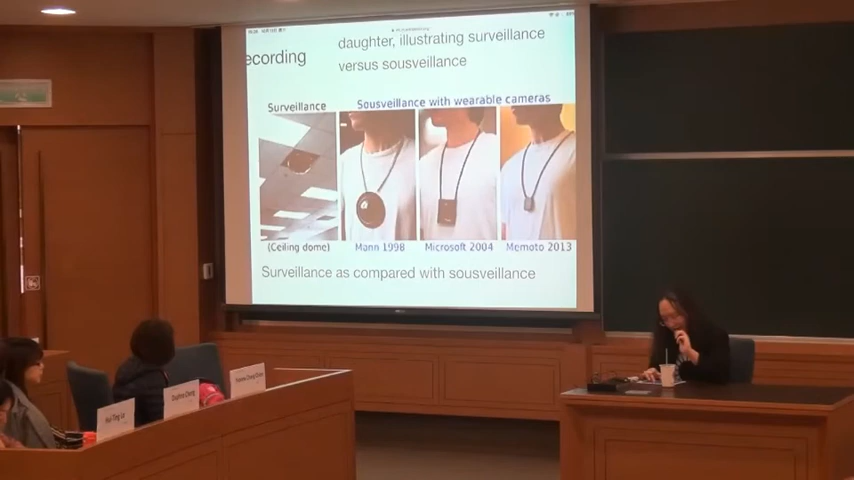 ecording
daughter, illustrating surveillance
versus sousveillance
Surveillance
Sousveillance with wearable cameras
(Ceiling dome)
Mann 1998
Microsoft 2004
Memoto 2013
Surveillance as compared with sousveillance